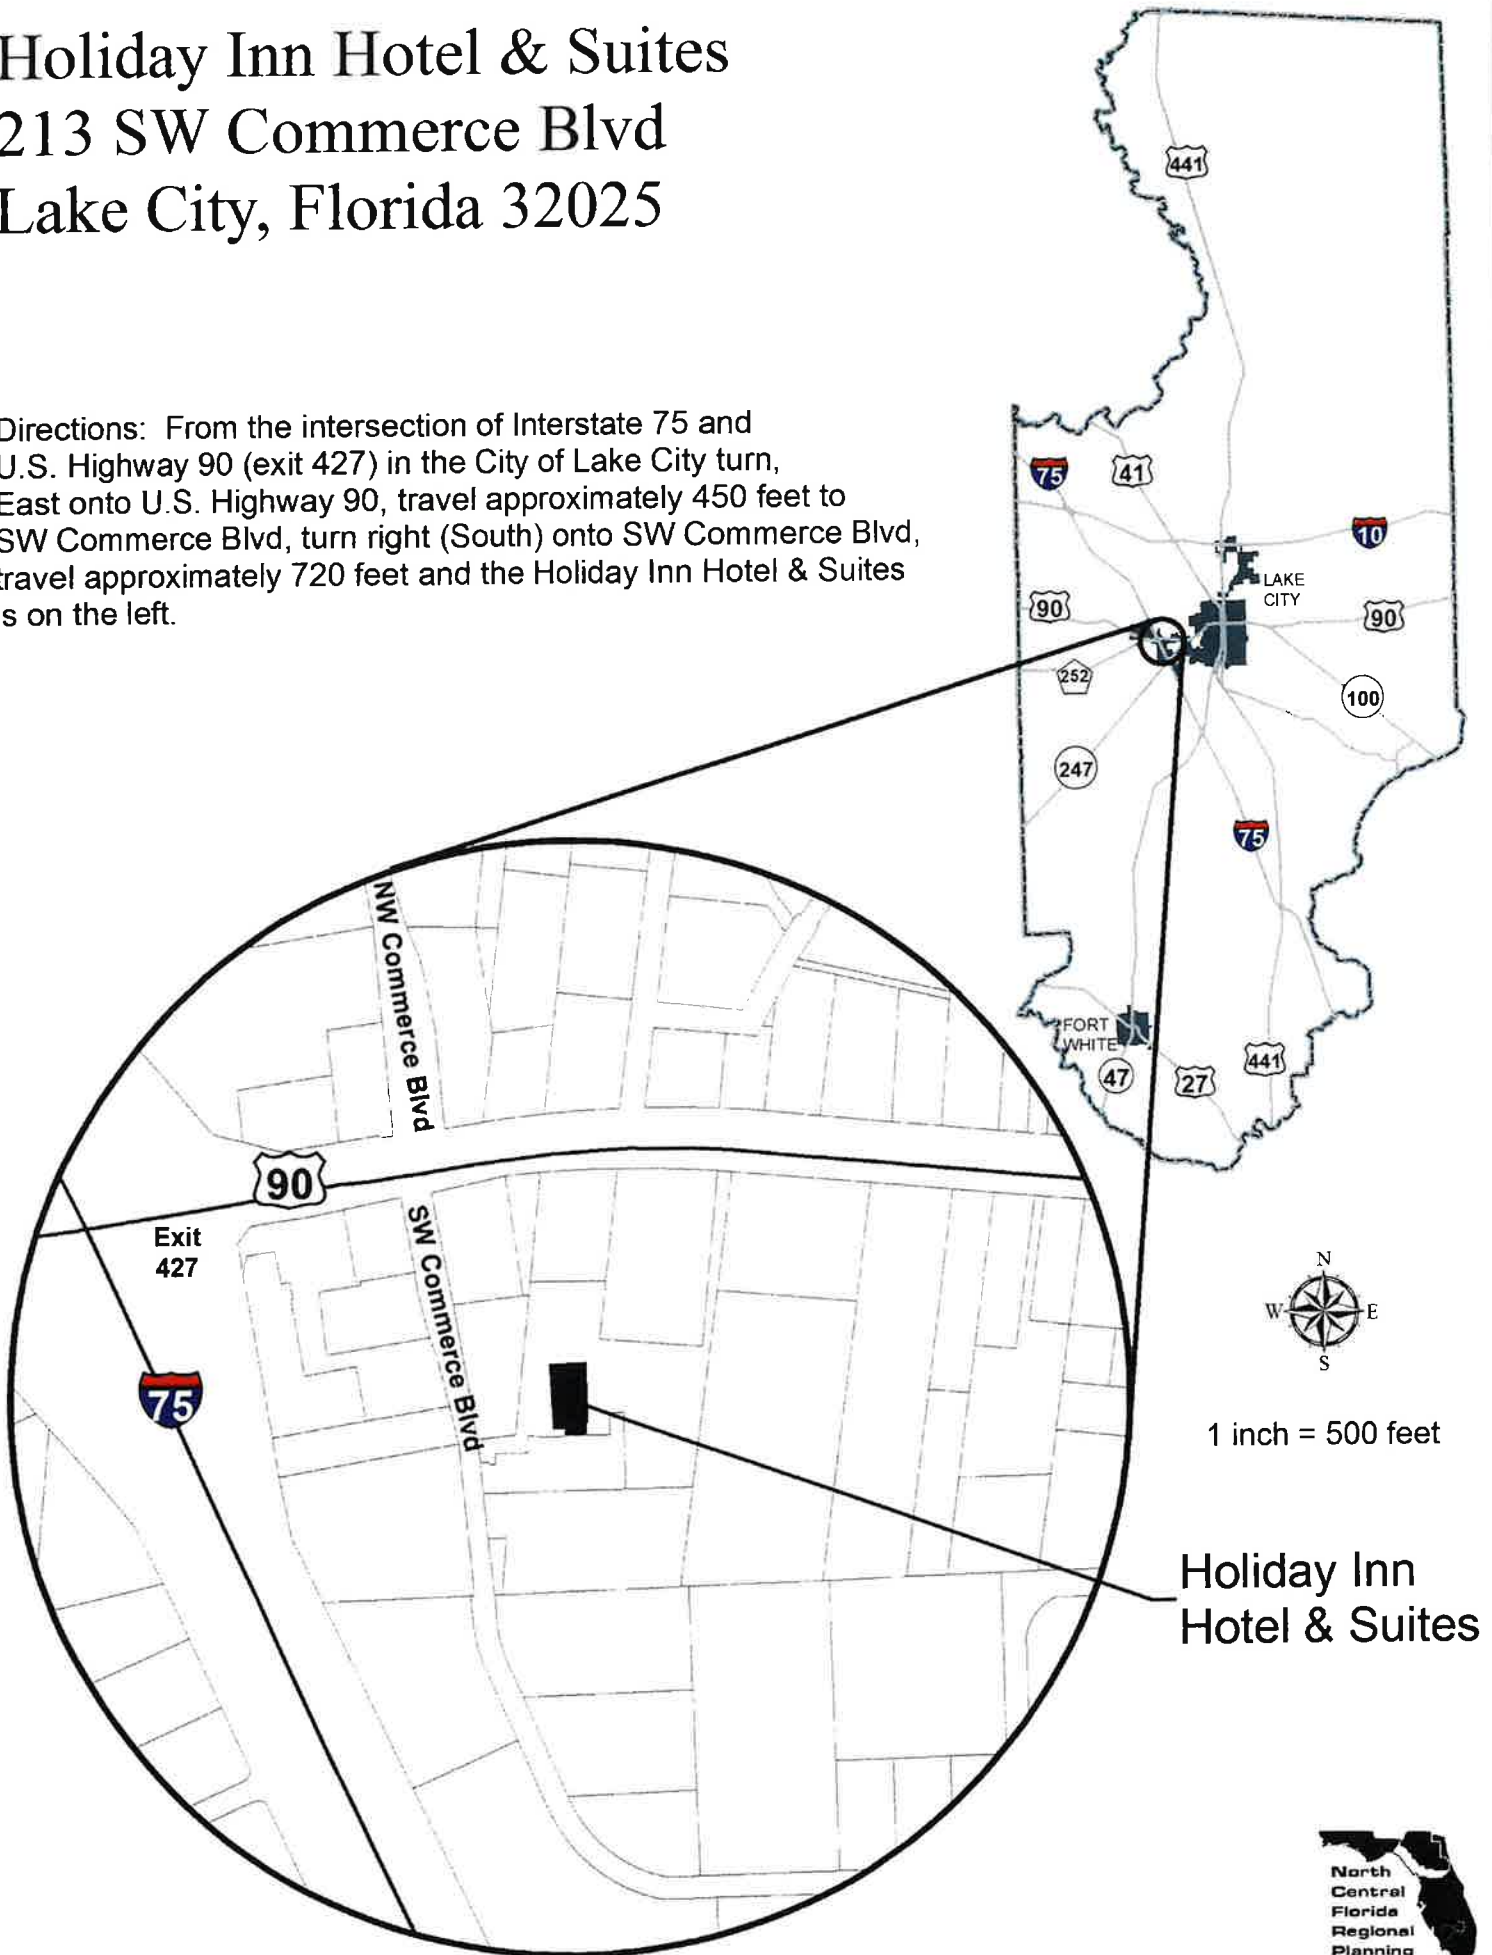 Holiday Inn Hotel & Suites
213 SW Commerce Blvd
Lake City, Florida 32025
Directions: From the intersection of Interstate 75 and
U.S. Highway 90 (exit 427) in the City of Lake City turn,
East onto U.S. Highway 90, travel approximately 450 feet to
SW Commerce Blvd, turn right (South) onto SW Commerce Blvd,
travel approximately 720 feet and the Holiday Inn Hotel & Suites
s on the left.
441
75
41
10
LAKE
CITY
90
90
252
100
247
75
FORT
WHITE
47
27
441
NW Commerce Blvd
90
Exit
427
SW Commerce Blvd
75
N
W
E
S
1 inch = 500 feet
Holiday Inn
Hotel & Suites
North
Central
Florida
Regional
Planning